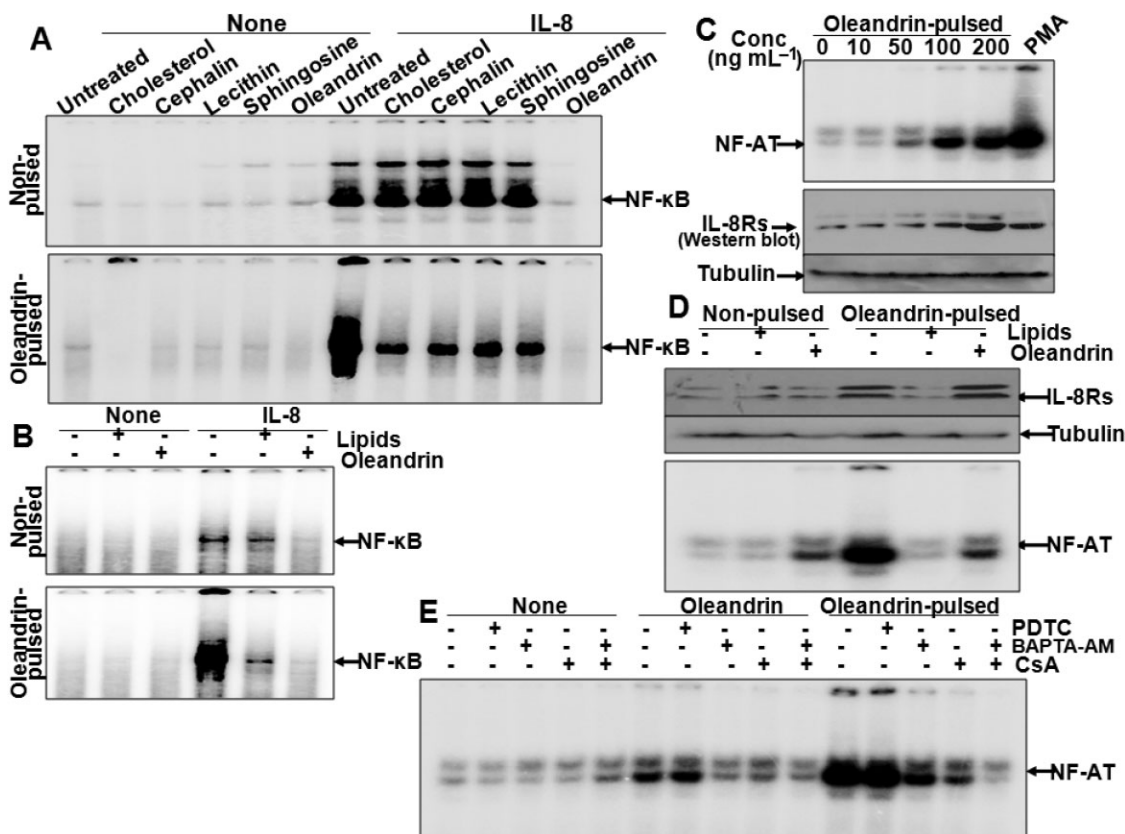 A
None
IL-8
Untreated
Cholesterol
Cephalin
Lecithin
Sphingosine
Oleandrin
Untreated
Cholesterol
Cephalin
Lecithin
Sphingosine
Oleandrin
Non-
pulsed
NF-κB
Oleandrin-
pulsed
NF-κB
B
None
IL-8
- + - - + - Lipids
- - + - - + Oleandrin
Non-
pulsed
NF-κB
Oleandrin-
pulsed
NF-κB
C
Oleandrin-pulsed
PMA
Conc
(ng mL⁻¹)
0 10 50 100 200
NF-AT
IL-8Rs
(Western blot)
Tubulin
D
Non-pulsed
Oleandrin-pulsed
- + - - + - Lipids
- - + - - + Oleandrin
IL-8Rs
Tubulin
NF-AT
E
None
Oleandrin
Oleandrin-pulsed
- + - - - - + - - - - + - - - PDTC
- - + - + - - + - + - - + - + BAPTA-AM
- - - + + - - - + + - - - + + CsA
NF-AT